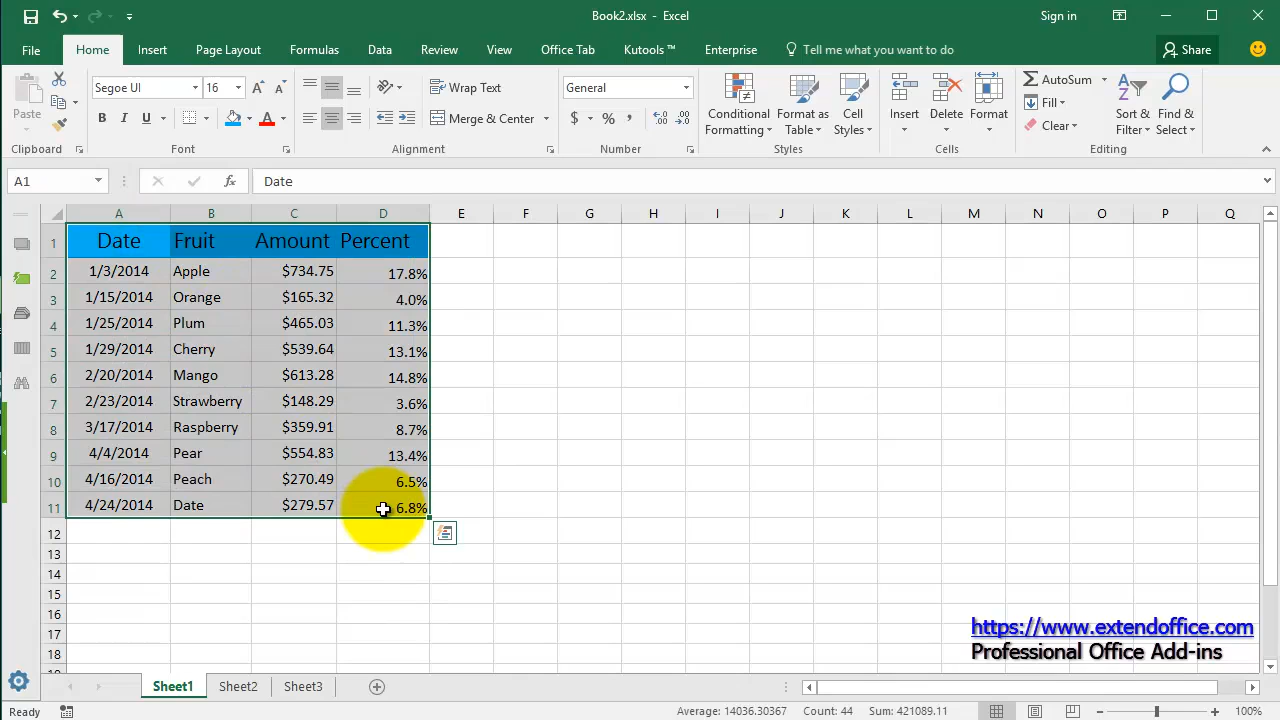 Book2.xlsx - Excel
Sign in
File Home Insert Page Layout Formulas Data Review View Office Tab Kutools ™ Enterprise Tell me what you want to do Share
Paste
Clipboard
Segoe UI 16
B I U
Font
Wrap Text
Merge & Center
Alignment
General
$ % ,
Number
Conditional Formatting
Format as Table
Cell Styles
Styles
Insert Delete Format
Cells
AutoSum
Fill
Clear
Sort & Filter
Find & Select
Editing
A1 fx Date
A B C D E F G H I J K L M N O P Q
1 Date Fruit Amount Percent
2 1/3/2014 Apple $734.75 17.8%
3 1/15/2014 Orange $165.32 4.0%
4 1/25/2014 Plum $465.03 11.3%
5 1/29/2014 Cherry $539.64 13.1%
6 2/20/2014 Mango $613.28 14.8%
7 2/23/2014 Strawberry $148.29 3.6%
8 3/17/2014 Raspberry $359.91 8.7%
9 4/4/2014 Pear $554.83 13.4%
10 4/16/2014 Peach $270.49 6.5%
11 4/24/2014 Date $279.57 6.8%
12
13
14
15
16
17
18
https://www.extendoffice.com
Professional Office Add-ins
Sheet1 Sheet2 Sheet3
Ready Average: 14036.30367 Count: 44 Sum: 421089.11 100%